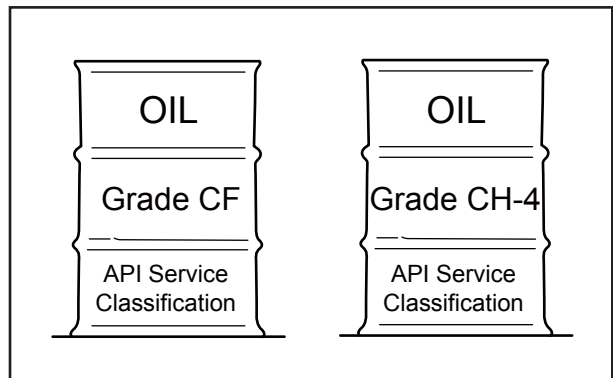 OIL
Grade CF
API Service
Classification
OIL
Grade CH-4
API Service
Classification